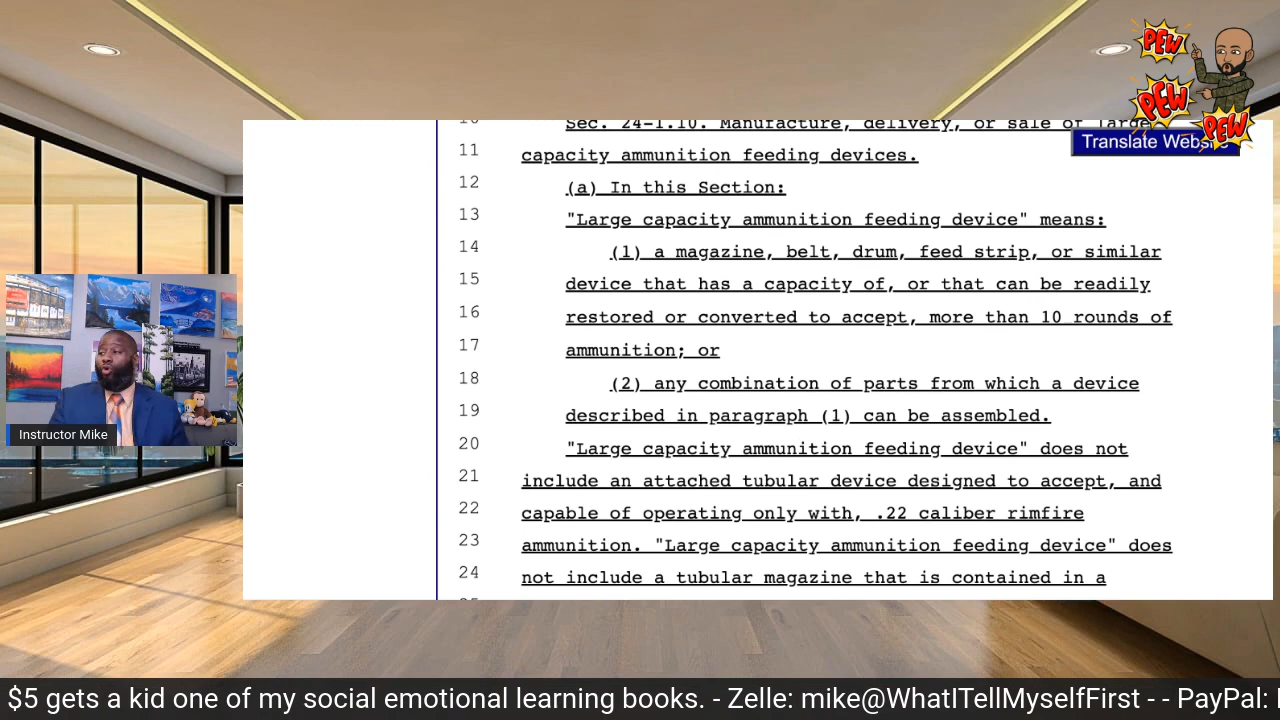 PEW
PEW
PEW
Sec. 24-1.10. Manufacture, delivery, or sale of large
Translate Website
11 capacity ammunition feeding devices.
12 (a) In this Section:
13 "Large capacity ammunition feeding device" means:
14 (1) a magazine, belt, drum, feed strip, or similar
15 device that has a capacity of, or that can be readily
16 restored or converted to accept, more than 10 rounds of
17 ammunition; or
18 (2) any combination of parts from which a device
19 described in paragraph (1) can be assembled.
20 "Large capacity ammunition feeding device" does not
21 include an attached tubular device designed to accept, and
22 capable of operating only with, .22 caliber rimfire
23 ammunition. "Large capacity ammunition feeding device" does
24 not include a tubular magazine that is contained in a
Instructor Mike
$5 gets a kid one of my social emotional learning books. - Zelle: mike@WhatITellMyselfFirst - - PayPal: